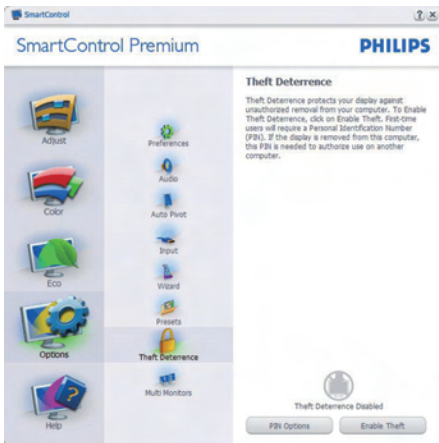 SmartControl
SmartControl Premium
PHILIPS
Adjust
Color
Eco
Options
Help
Preferences
Audio
Auto Pivot
Input
Wizard
Presets
Theft Deterrence
Multi Monitors
Theft Deterrence
Theft Deterrence protects your display against
unauthorized removal from your computer. To Enable
Theft Deterrence, click on Enable Theft. First-time
users will require a Personal Identification Number
(PIN). If the display is removed from this computer,
this PIN is needed to authorize use on another
computer.
Theft Deterrence Disabled
PIN Options
Enable Theft